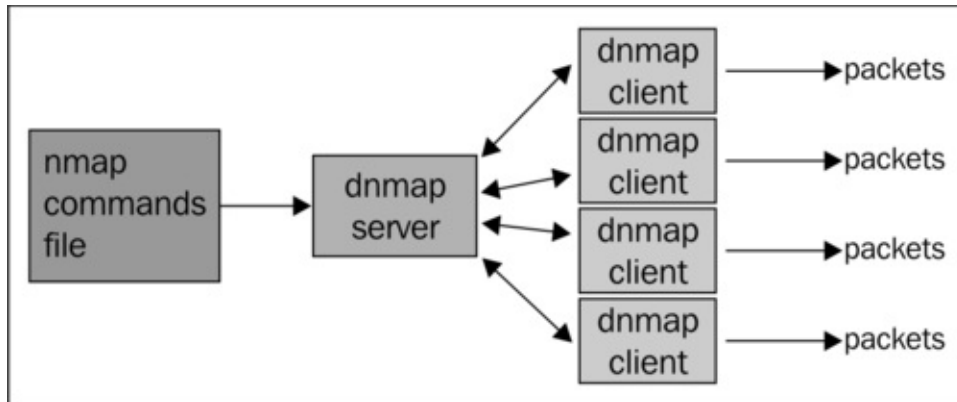 nmap
commands
file
dnmap
server
dnmap
client
packets
dnmap
client
packets
dnmap
client
packets
dnmap
client
packets